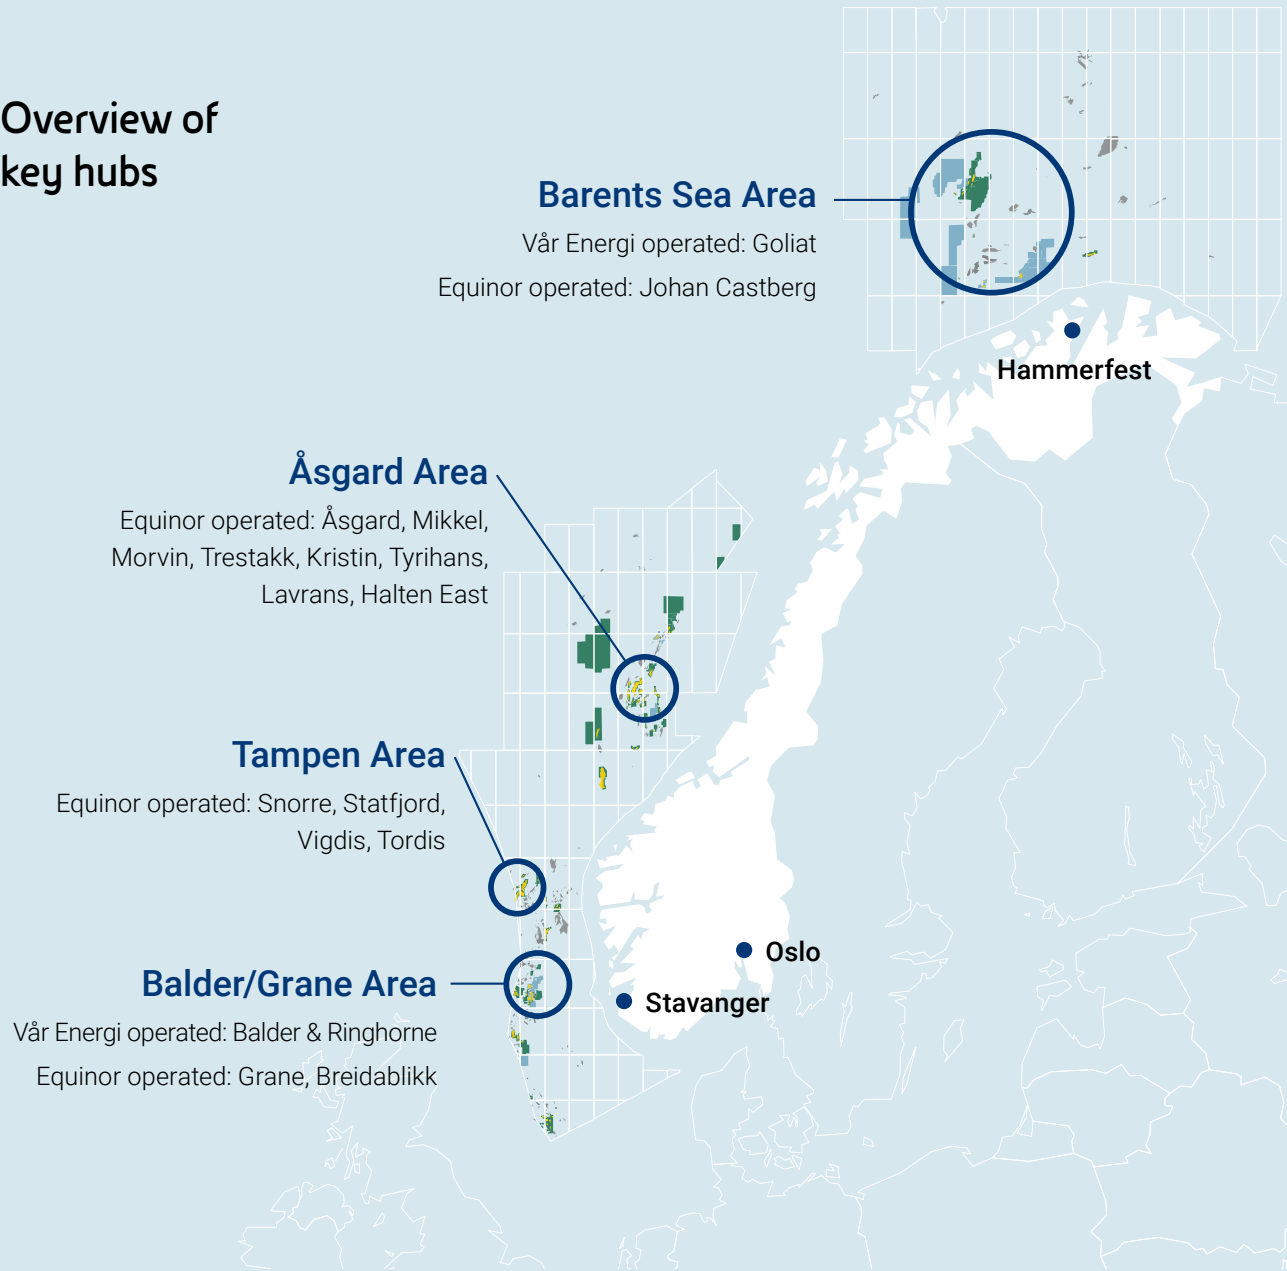 Overview of
key hubs
Barents Sea Area
Vår Energi operated: Goliat
Equinor operated: Johan Castberg
Hammerfest
Åsgard Area
Equinor operated: Åsgard, Mikkel,
Morvin, Trestakk, Kristin, Tyrihans,
Lavrans, Halten East
Tampen Area
Equinor operated: Snorre, Statfjord,
Vigdis, Tordis
Oslo
Balder/Grane Area
Stavanger
Vår Energi operated: Balder & Ringhorne
Equinor operated: Grane, Breidablikk